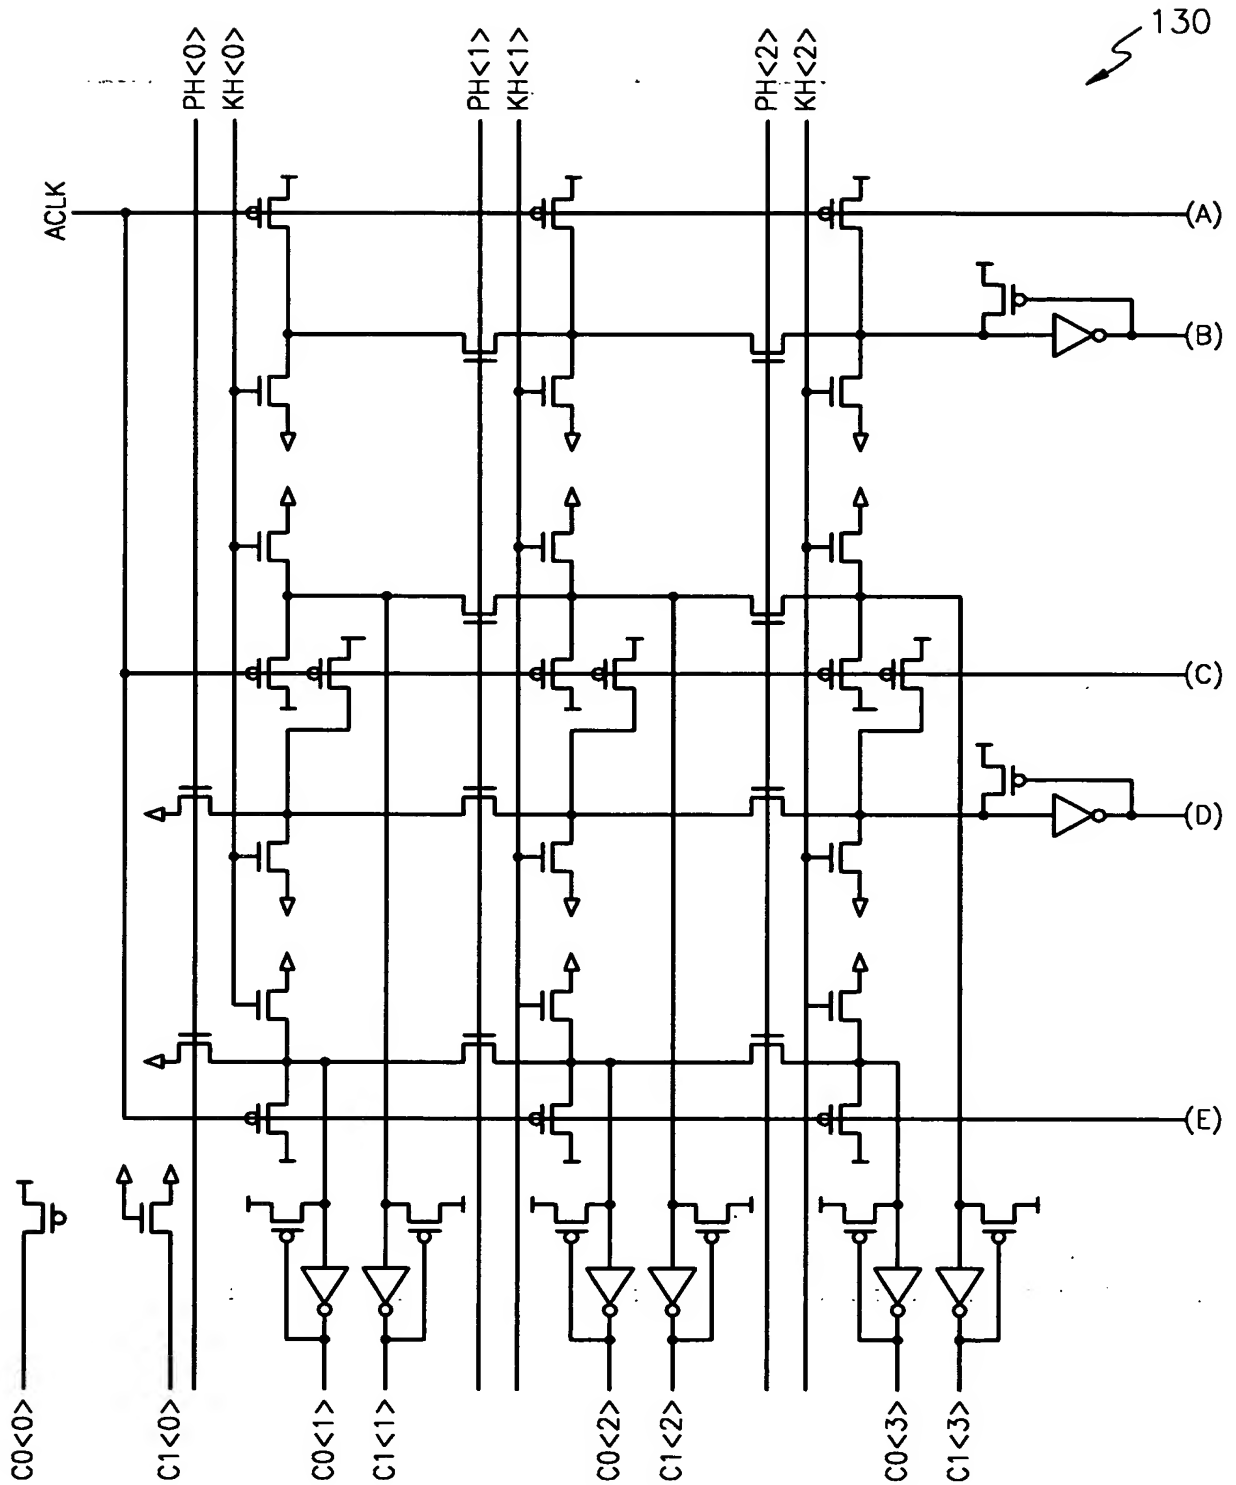 130
PH<0>
KH<0>
PH<1>
KH<1>
PH<2>
KH<2>
ACLK
(A)
(B)
(C)
(D)
(E)
C0<0>
C1<0>
C0<1>
C1<1>
C0<2>
C1<2>
C0<3>
C1<3>